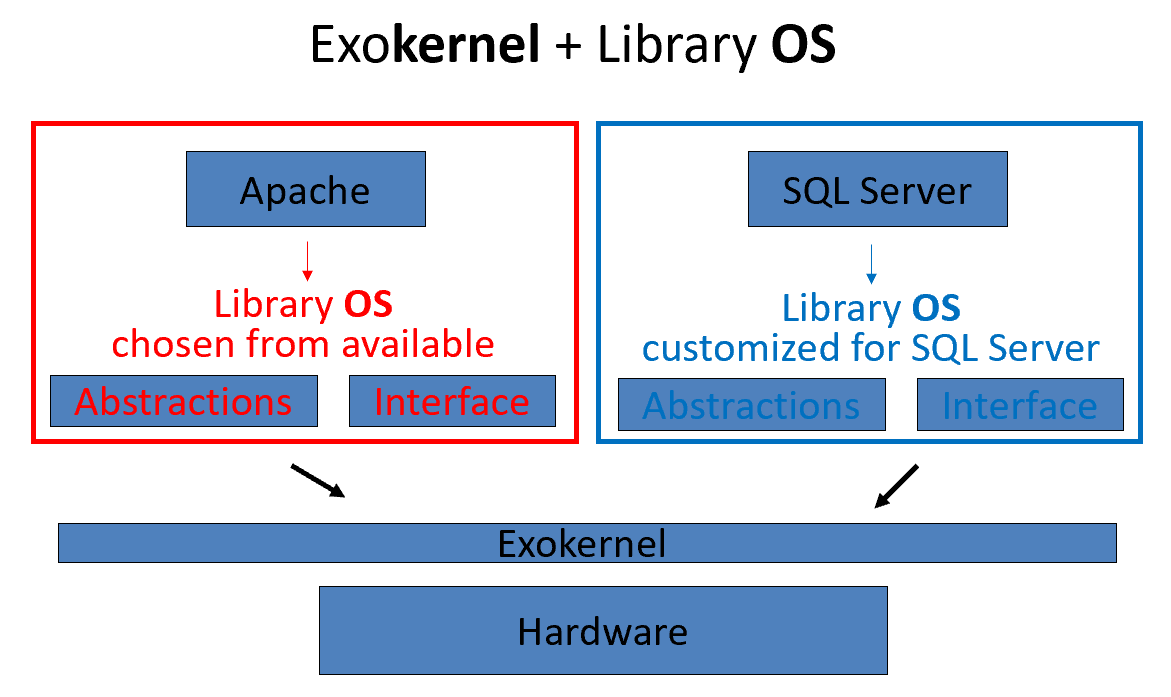 Exokernel + Library OS
Apache
Library OS
chosen from available
Abstractions
Interface
SQL Server
Library OS
customized for SQL Server
Abstractions
Interface
Exokernel
Hardware